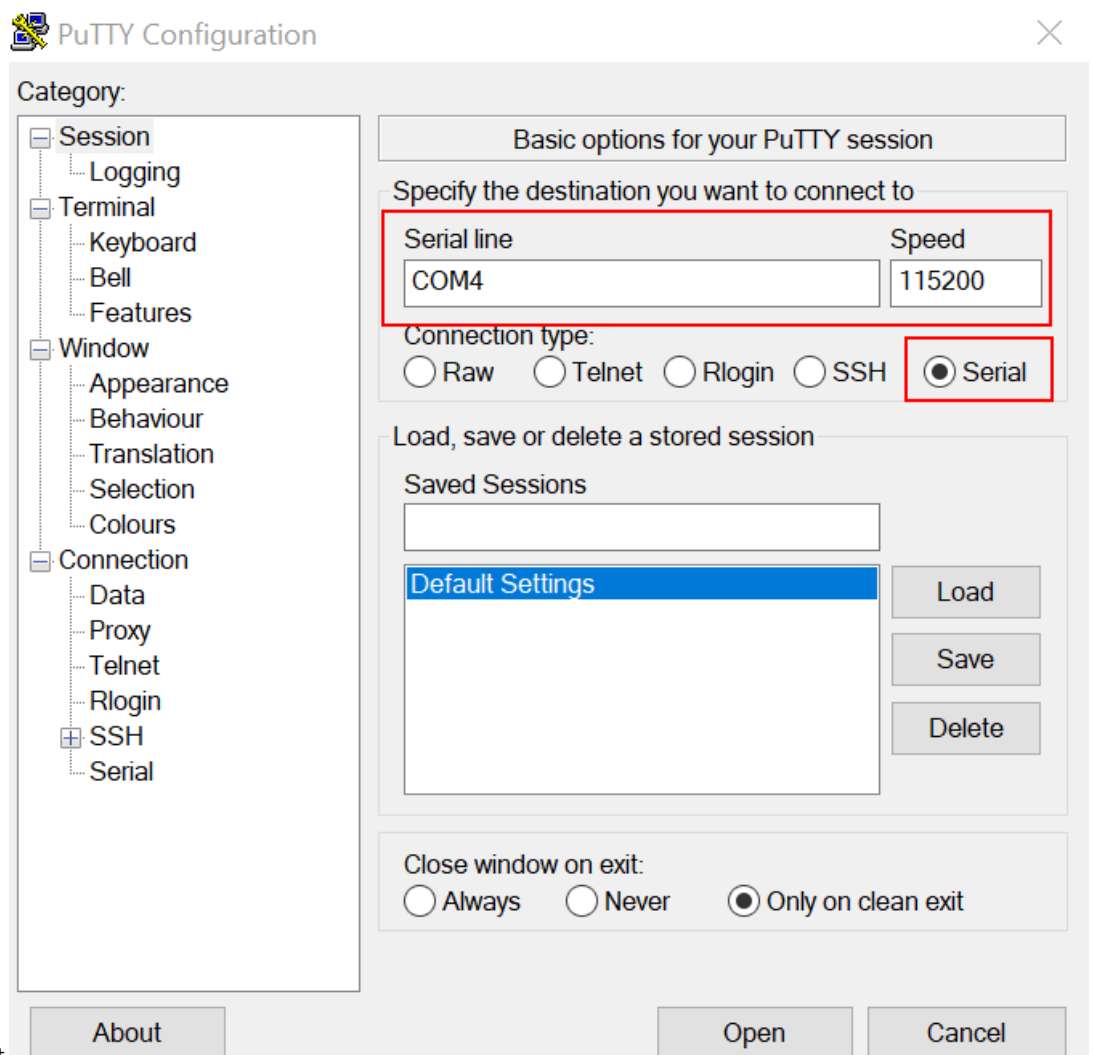 PuTTY Configuration
Category:
Session
Logging
Terminal
Keyboard
Bell
Features
Window
Appearance
Behaviour
Translation
Selection
Colours
Connection
Data
Proxy
Telnet
Rlogin
SSH
Serial
Basic options for your PuTTY session
Specify the destination you want to connect to
Serial line Speed
COM4 115200
Connection type:
Raw Telnet Rlogin SSH Serial
Load, save or delete a stored session
Saved Sessions
Default Settings
Load
Save
Delete
Close window on exit:
Always Never Only on clean exit
About Open Cancel